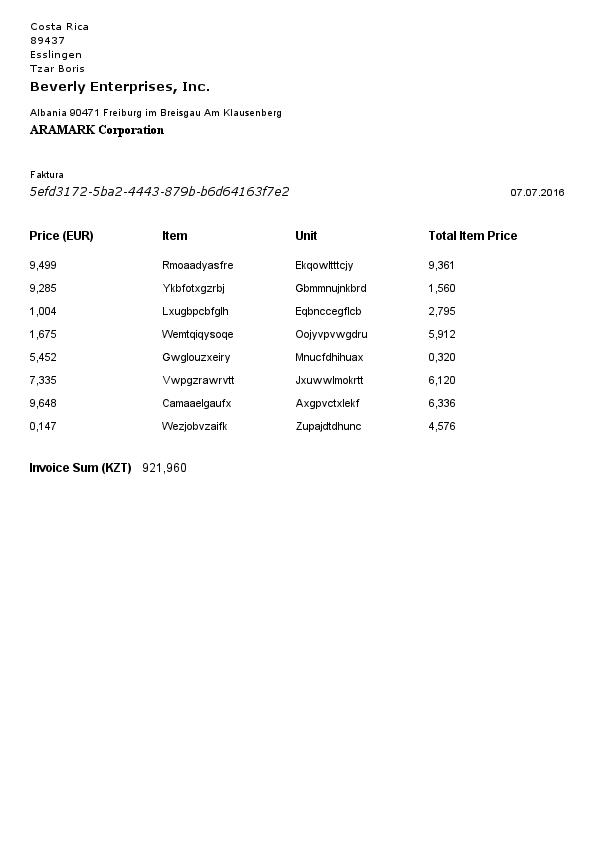 Costa Rica
89437
Esslingen
Tzar Boris
Beverly Enterprises, Inc.
Albania 90471 Freiburg im Breisgau Am Klausenberg
ARAMARK Corporation
Faktura
5efd3172-5ba2-4443-879b-b6d64163f7e2 07.07.2016
Price (EUR) Item Unit Total Item Price
9,499 Rmoaadyasfre Ekqowltttcjy 9,361
9,285 Ykbfotxgzrbj Gbmmnujnkbrd 1,560
1,004 Lxugbpcbfglh Eqbnccegflcb 2,795
1,675 Wemtqiqysoqe Oojyvpvwgdru 5,912
5,452 Gwglouzxeiry Mnucfdhihuax 0,320
7,335 Vwpgzrawrvtt Jxuwwlmokrtt 6,120
9,648 Camaaelgaufx Axgpvctxlekf 6,336
0,147 Wezjobvzaifk Zupajdtdhunc 4,576
Invoice Sum (KZT) 921,960